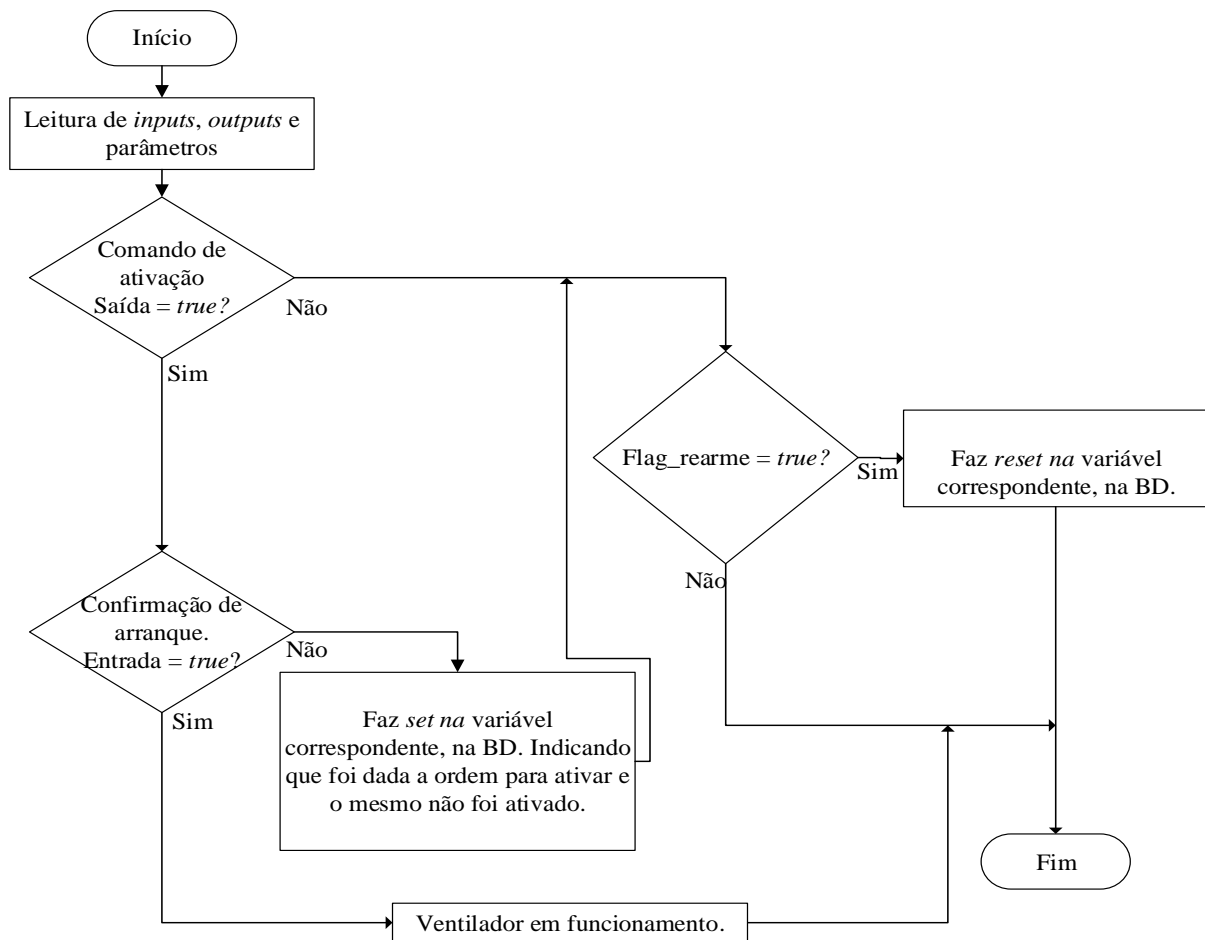 Início
Leitura de inputs, outputs e
parâmetros
Comando de
ativação
Saída = true?
Não
Sim
Flag_rearme = true?
Sim
Não
Faz reset na variável
correspondente, na BD.
Confirmação de
arranque.
Entrada = true?
Não
Sim
Faz set na variável
correspondente, na BD. Indicando
que foi dada a ordem para ativar e
o mesmo não foi ativado.
Fim
Ventilador em funcionamento.